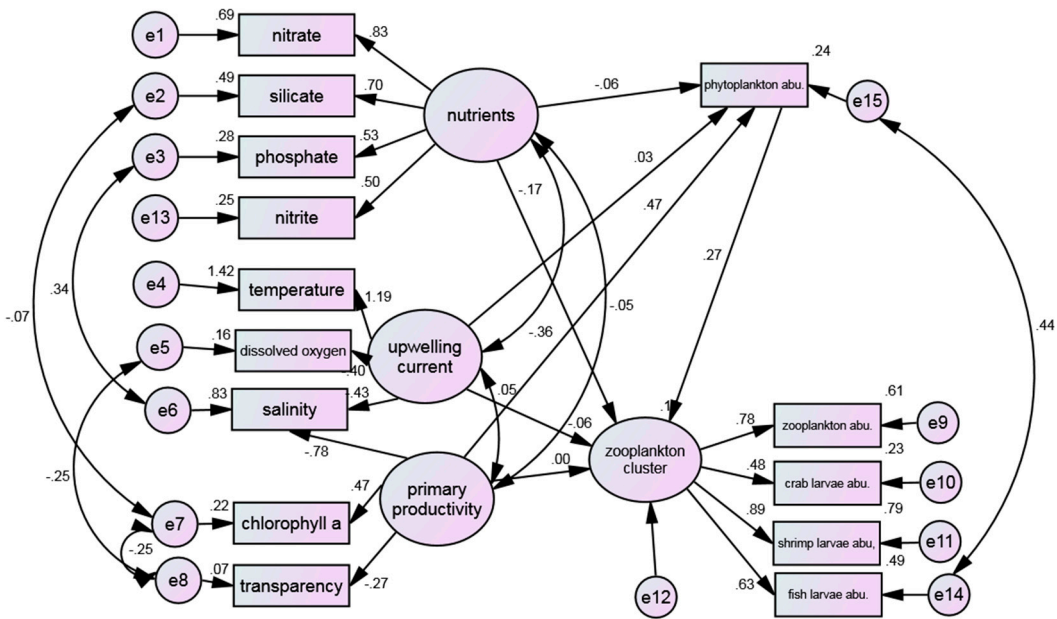 .69
e1
nitrate
.83
.49
e2
silicate
.70
.28
e3
phosphate
.53
.25
e13
nitrite
.50
nutrients
-.06
.24
phytoplankton abu.
e15
.03
-.17
.47
.27
1.42
e4
temperature
1.19
.34
-.07
-.05
.16
e5
dissolved oxygen
-.40
upwelling
current
-.36
.44
.83
e6
salinity
-.43
.05
-.06
-.78
.00
zooplankton
cluster
.78
.61
zooplankton abu.
e9
.23
.48
crab larvae abu.
e10
.79
.89
shrimp larvae abu,
e11
.49
.63
fish larvae abu.
e14
e12
-.25
primary
productivity
.47
.22
e7
chlorophyll a
-.25
.07
e8
transparency
-.27